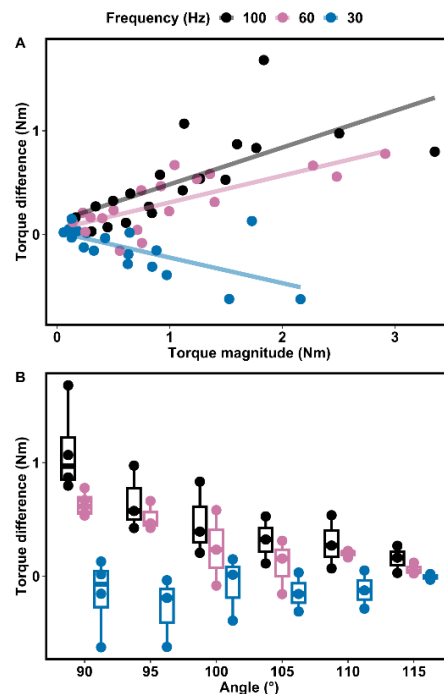 Frequency (Hz) 100 60 30
A
Torque difference (Nm)
1
0
0 1 2 3
Torque magnitude (Nm)
B
Torque difference (Nm)
1
0
90 95 100 105 110 115
Angle (°)